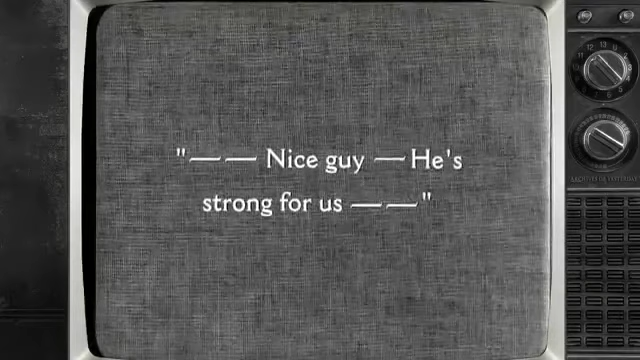 "—— —— Nice guy ——He's
strong for us —— ——"